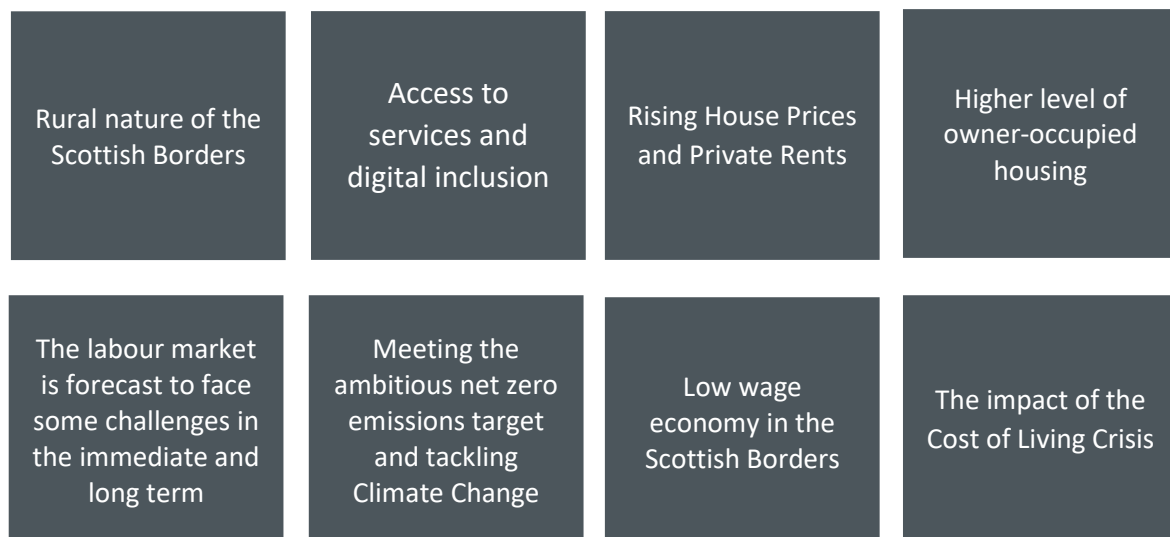 Rural nature of the
Scottish Borders
Access to
services and
digital inclusion
Rising House Prices
and Private Rents
Higher level of
owner-occupied
housing
The labour market
is forecast to face
some challenges in
the immediate and
long term
Meeting the
ambitious net zero
emissions target
and tackling
Climate Change
Low wage
economy in the
Scottish Borders
The impact of the
Cost of Living Crisis